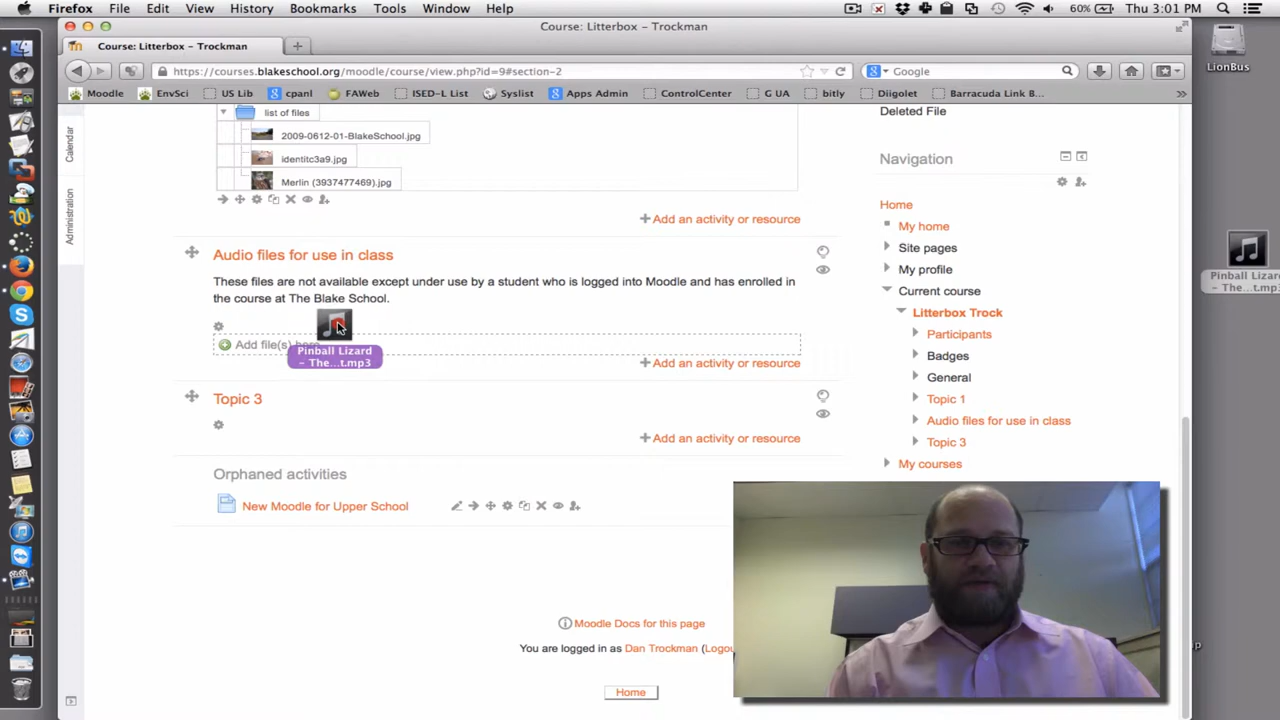 Firefox File Edit View History Bookmarks Tools Window Help 60% Thu 3:01 PM
Course: Litterbox – Trockman
Course: Litterbox – Trockman +
https://courses.blakeschool.org/moodle/course/view.php?id=9#section-2 Google
Moodle EnvSci US Lib cpanl FAWeb ISED–L List Syslist Apps Admin ControlCenter G UA bitly Diigolet Barracuda Link B... »
LionBus
Calendar
Administration
list of files
2009-0612-01-BlakeSchool.jpg
identitc3a9.jpg
Merlin (3937477469).jpg
+Add an activity or resource
Audio files for use in class
These files are not available except under use by a student who is logged into Moodle and has enrolled in
the course at The Blake School.
Add file(s) here
Pinball Lizard
– The...t.mp3
+Add an activity or resource
Topic 3
+Add an activity or resource
Orphaned activities
New Moodle for Upper School
Moodle Docs for this page
You are logged in as Dan Trockman (Logou
Home
Deleted File
Navigation
Home
My home
Site pages
My profile
Current course
Litterbox Trock
Participants
Badges
General
Topic 1
Audio files for use in class
Topic 3
My courses
Pinball Lizard
– The...t.mp3
ip